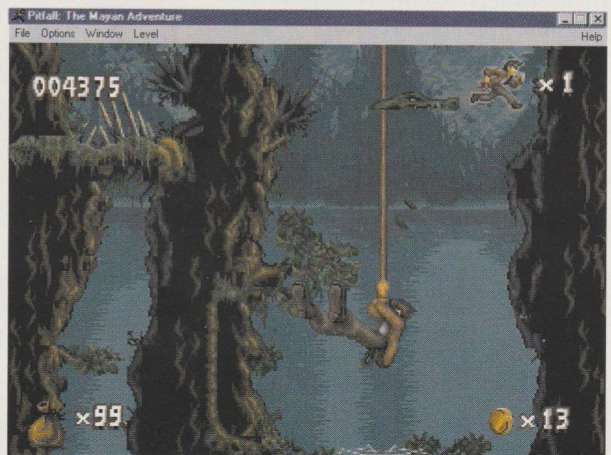 Pitfall: The Mayan Adventure
File Options Window Level Help
004375 × 1
×99 × 13